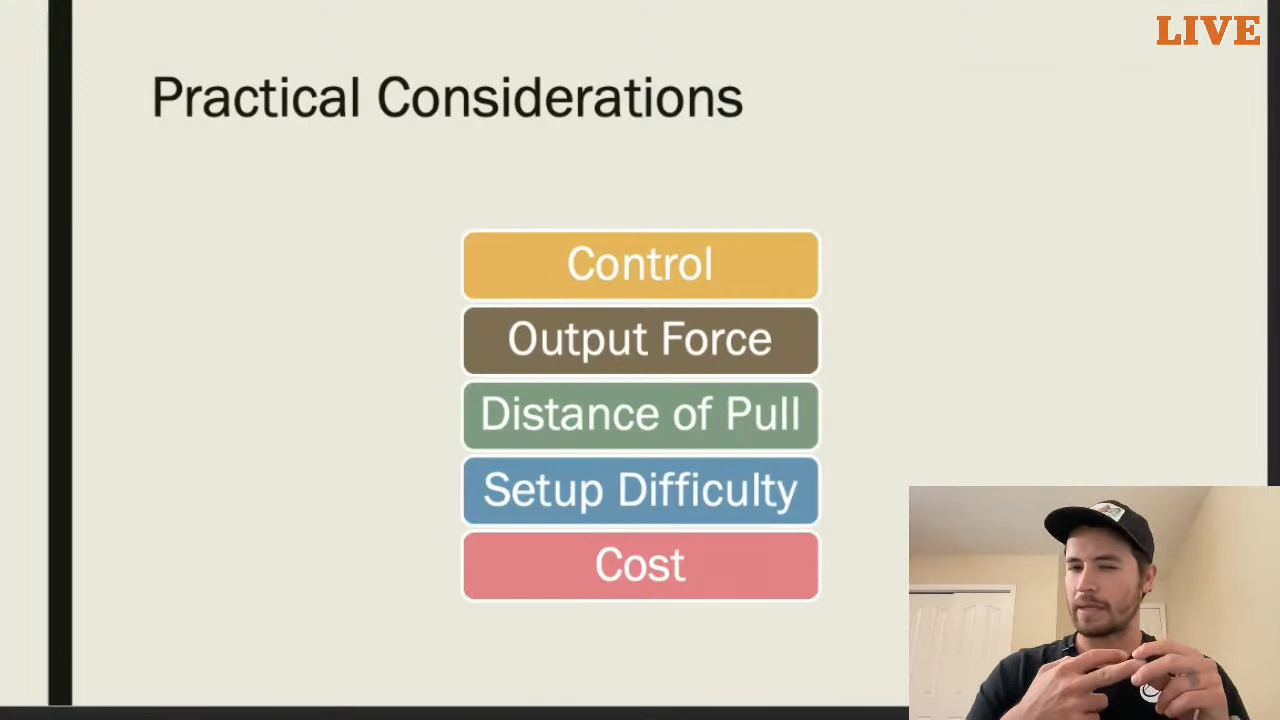 LIVE
Practical Considerations
Control
Output Force
Distance of Pull
Setup Difficulty
Cost